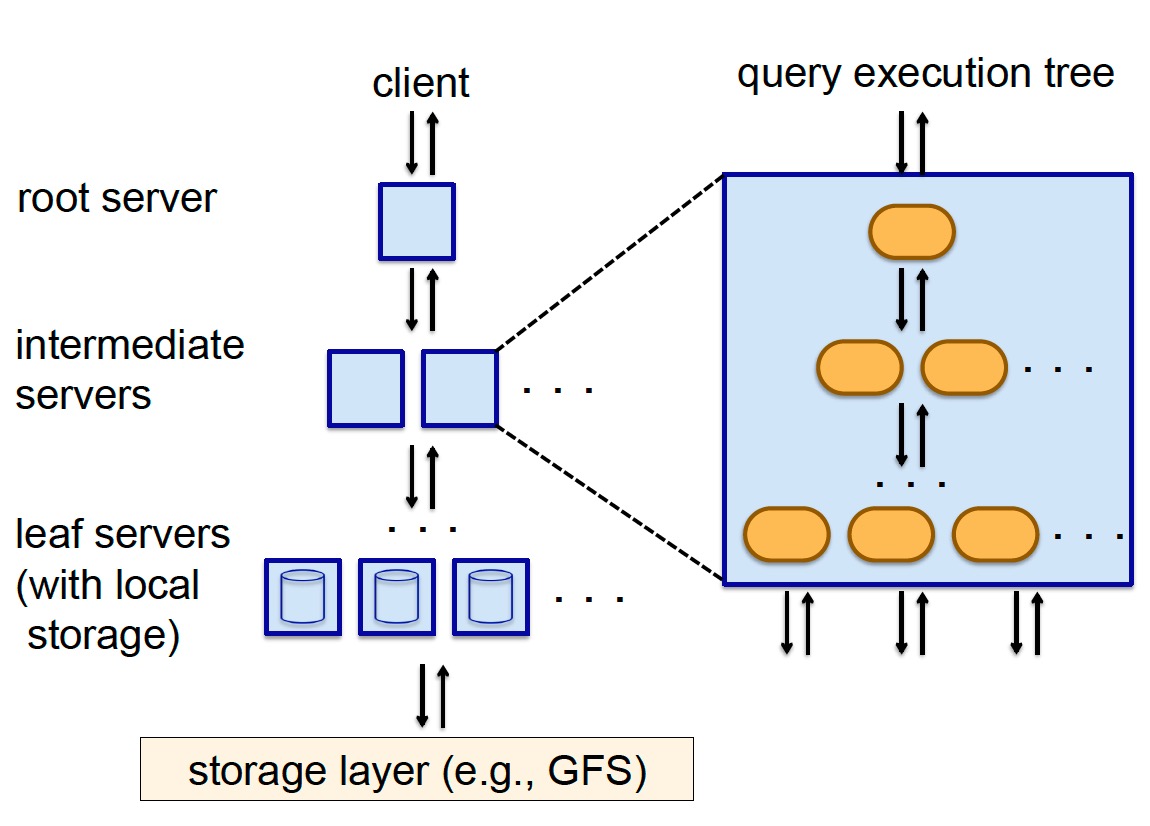 client
query execution tree
root server
intermediate
servers
. . .
. . .
. . .
leaf servers
(with local
storage)
. . .
. . .
. . .
storage layer (e.g., GFS)